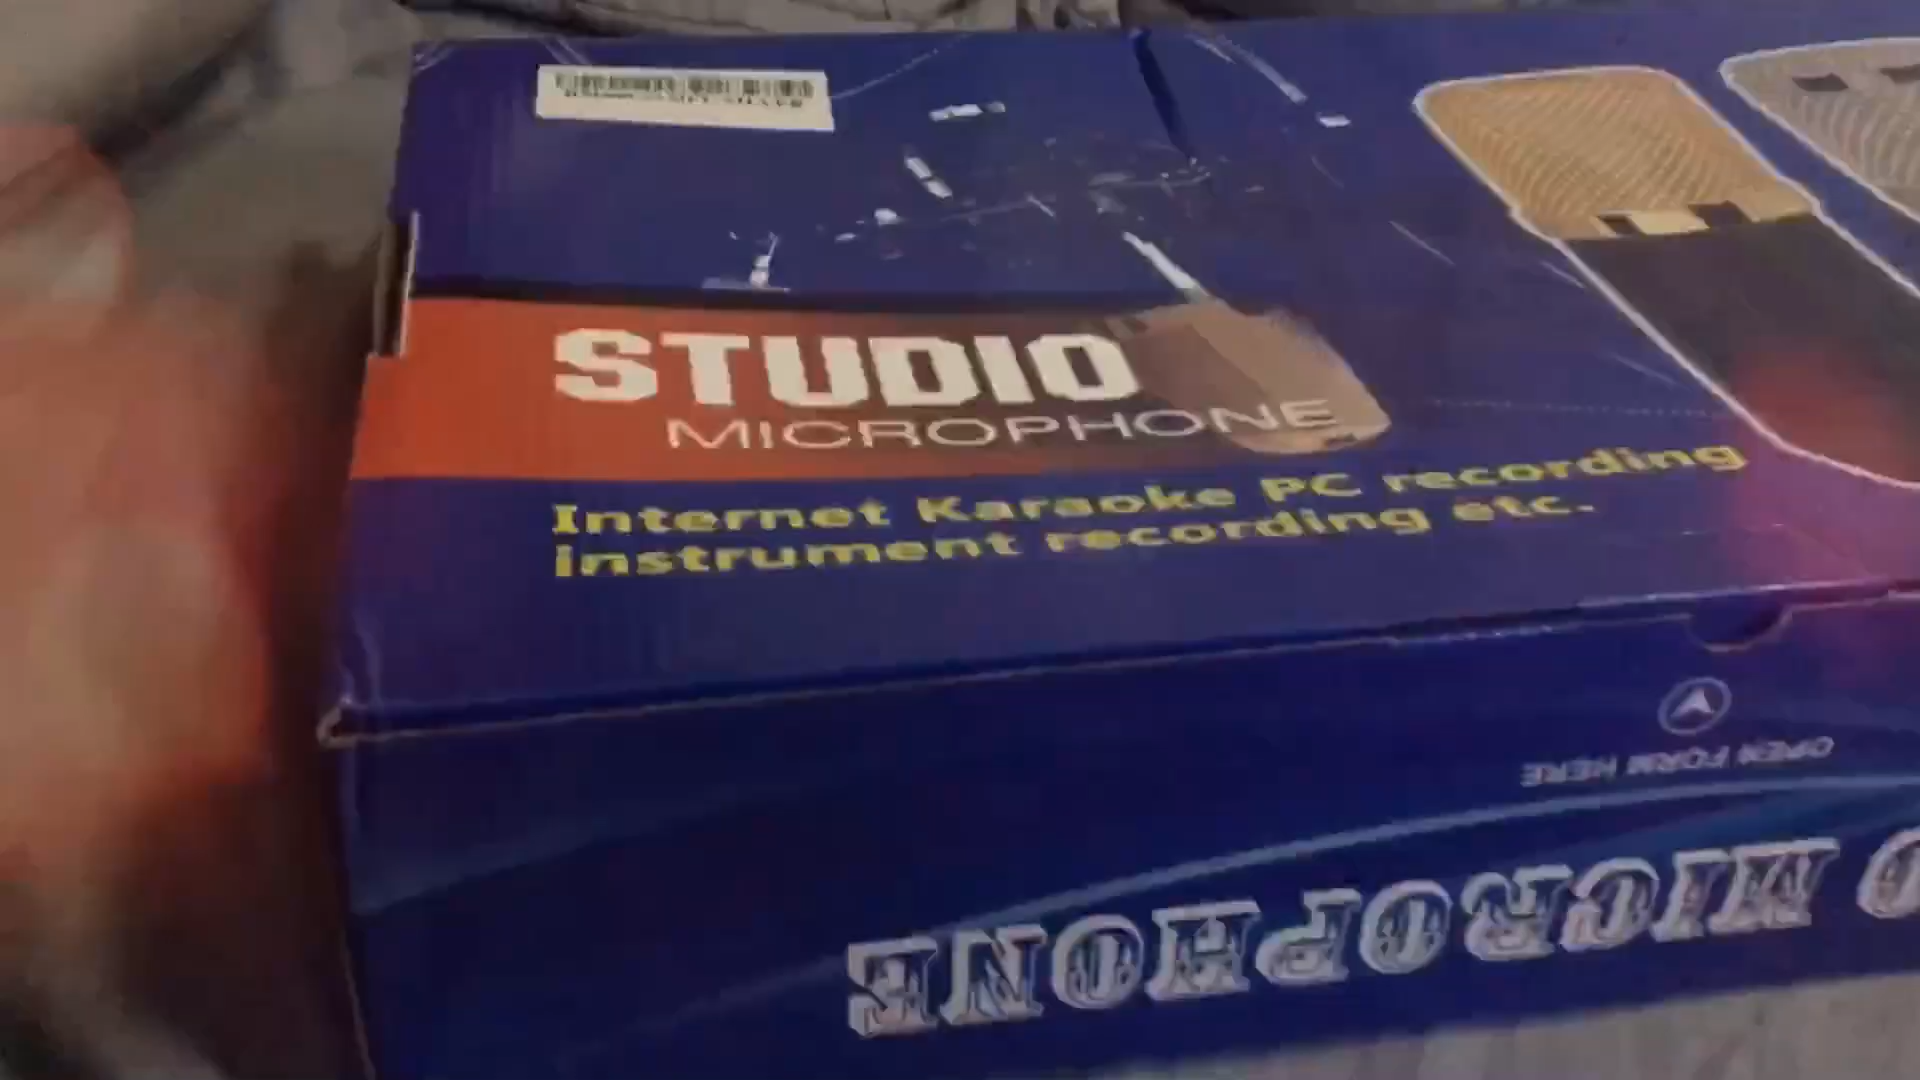 STUDIO
MICROPHONE
Internet Karaoke PC recording
instrument recording etc.
OPEN FORM HERE
MICROPHONE